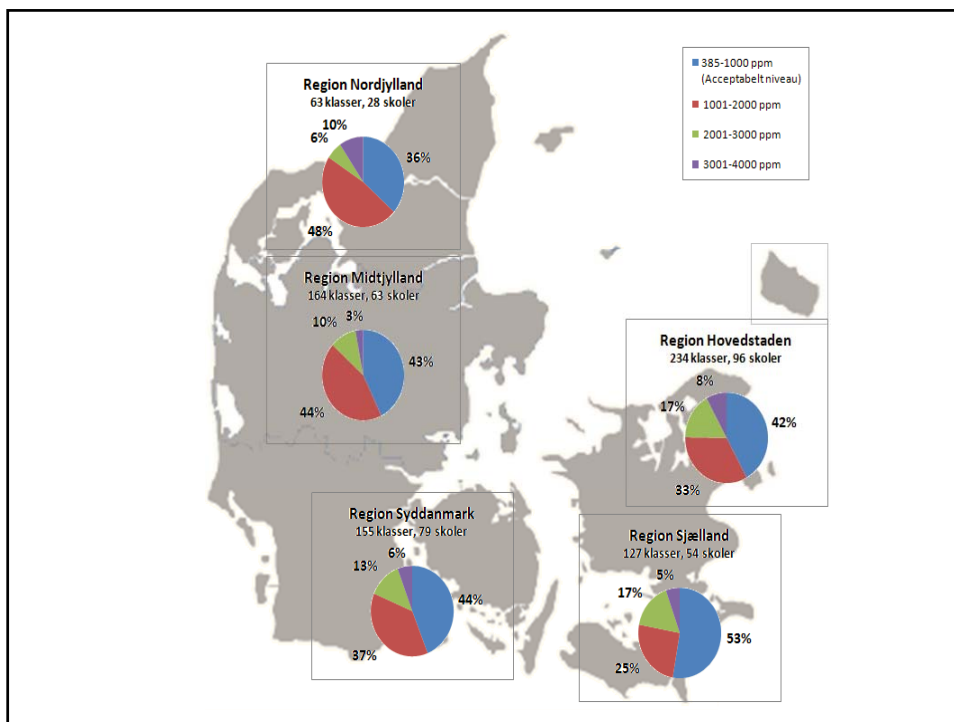 385-1000 ppm
(Acceptabelt niveau)
1001-2000 ppm
2001-3000 ppm
3001-4000 ppm
Region Nordjylland
63 klasser, 28 skoler
10%
6%
36%
48%
Region Midtjylland
164 klasser, 63 skoler
3%
10%
43%
44%
Region Hovedstaden
234 klasser, 96 skoler
8%
17%
42%
33%
Region Syddanmark
155 klasser, 79 skoler
6%
13%
44%
37%
Region Sjælland
127 klasser, 54 skoler
5%
17%
53%
25%